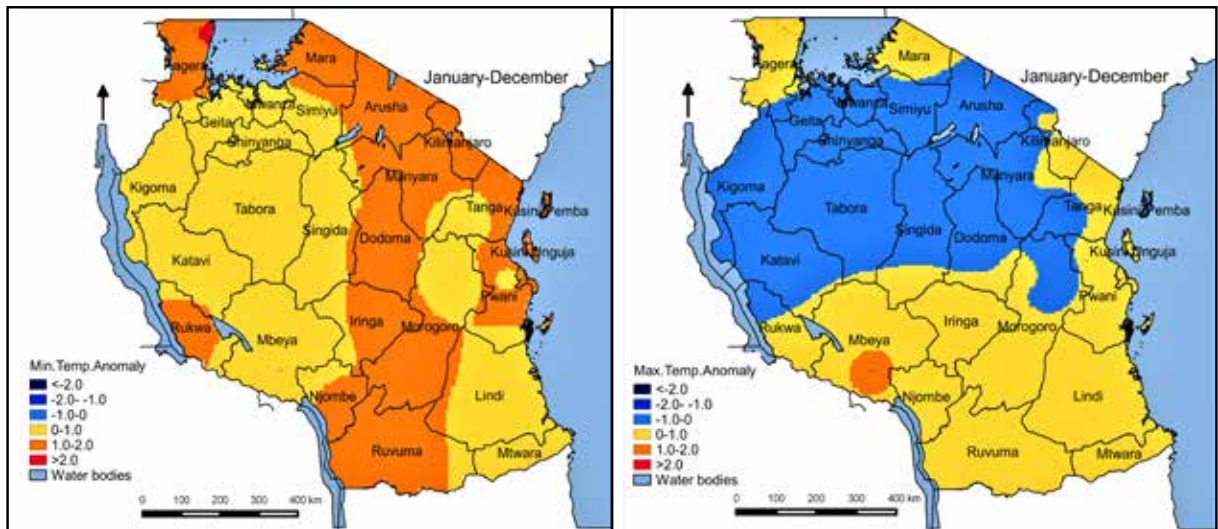 Kagera
Mara
January-December
Mwanza
Simiyu
Arusha
Geita
Shinyanga
Kilimanjaro
Kigoma
Manyara
Tabora
Tanga
Kusini Pemba
Singida
Dodoma
Katavi
Kusini Unguja
Pwani
Rukwa
Iringa
Morogoro
Mbeya
Njombe
Lindi
Ruvuma
Mtwara
Min.Temp.Anomaly
<-2.0
-2.0- -1.0
-1.0-0
0-1.0
1.0-2.0
>2.0
Water bodies
0 100 200 300 400 km
Kagera
Mara
January-December
Mwanza
Simiyu
Arusha
Geita
Shinyanga
Kilimanjaro
Kigoma
Manyara
Tabora
Tanga
Kusini Pemba
Singida
Dodoma
Katavi
Kusini Unguja
Pwani
Rukwa
Iringa
Morogoro
Mbeya
Njombe
Lindi
Ruvuma
Mtwara
Max.Temp.Anomaly
<-2.0
-2.0- -1.0
-1.0-0
0-1.0
1.0-2.0
>2.0
Water bodies
0 100 200 300 400 km